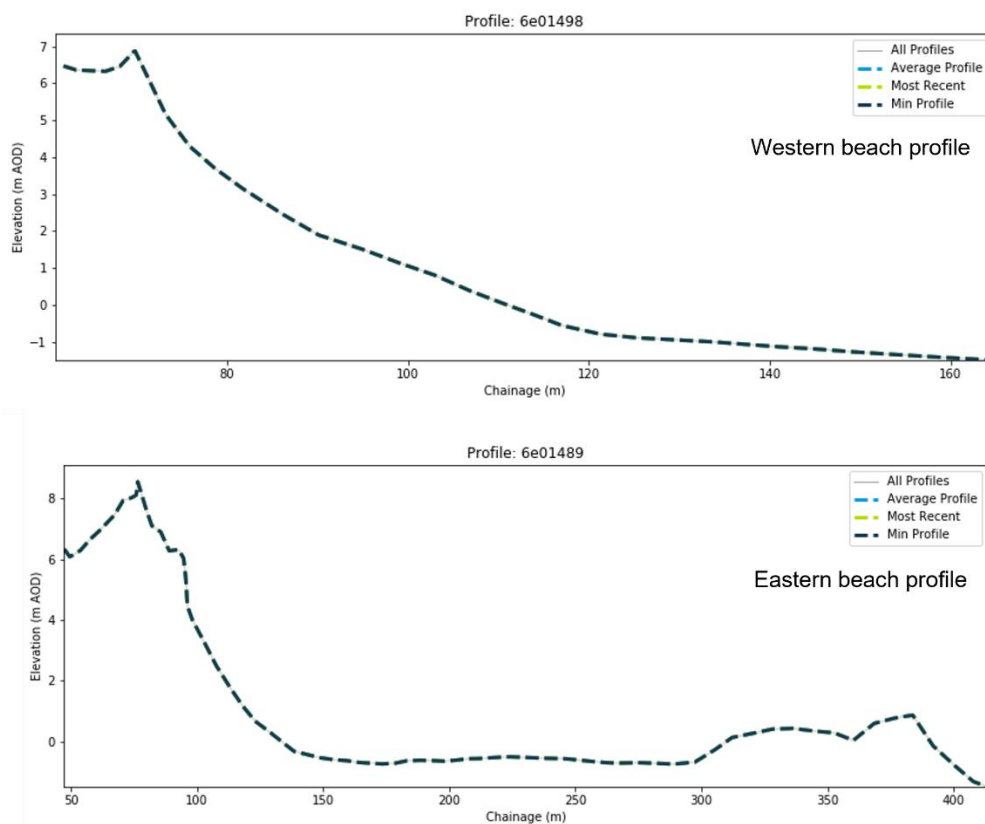 Profile: 6e01498
7
6
5
4
3
2
1
0
−1
Elevation (m AOD)
All Profiles
Average Profile
Most Recent
Min Profile
Western beach profile
80 100 120 140 160
Chainage (m)
Profile: 6e01489
8
6
4
2
0
Elevation (m AOD)
All Profiles
Average Profile
Most Recent
Min Profile
Eastern beach profile
50 100 150 200 250 300 350 400
Chainage (m)